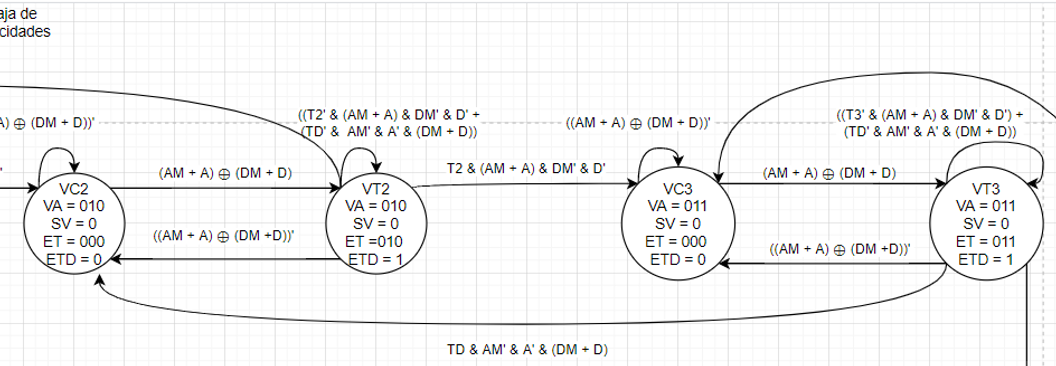 aja de
cidades
((T2' & (AM + A) & DM' & D' +
(TD' & AM' & A' & (DM + D))
((T3' & (AM + A) & DM' & D') +
(TD' & AM' & A' & (DM + D))
A) ⊕ (DM + D))'
((AM + A) ⊕ (DM + D))'
'
(AM + A) ⊕ (DM + D)
T2 & (AM + A) & DM' & D'
(AM + A) ⊕ (DM + D)
VC2
VA = 010
SV = 0
ET = 000
ETD = 0
VT2
VA = 010
SV = 0
ET =010
ETD = 1
VC3
VA = 011
SV = 0
ET = 000
ETD = 0
VT3
VA = 011
SV = 0
ET = 011
ETD = 1
((AM + A) ⊕ (DM +D))'
((AM + A) ⊕ (DM +D))'
TD & AM' & A' & (DM + D)